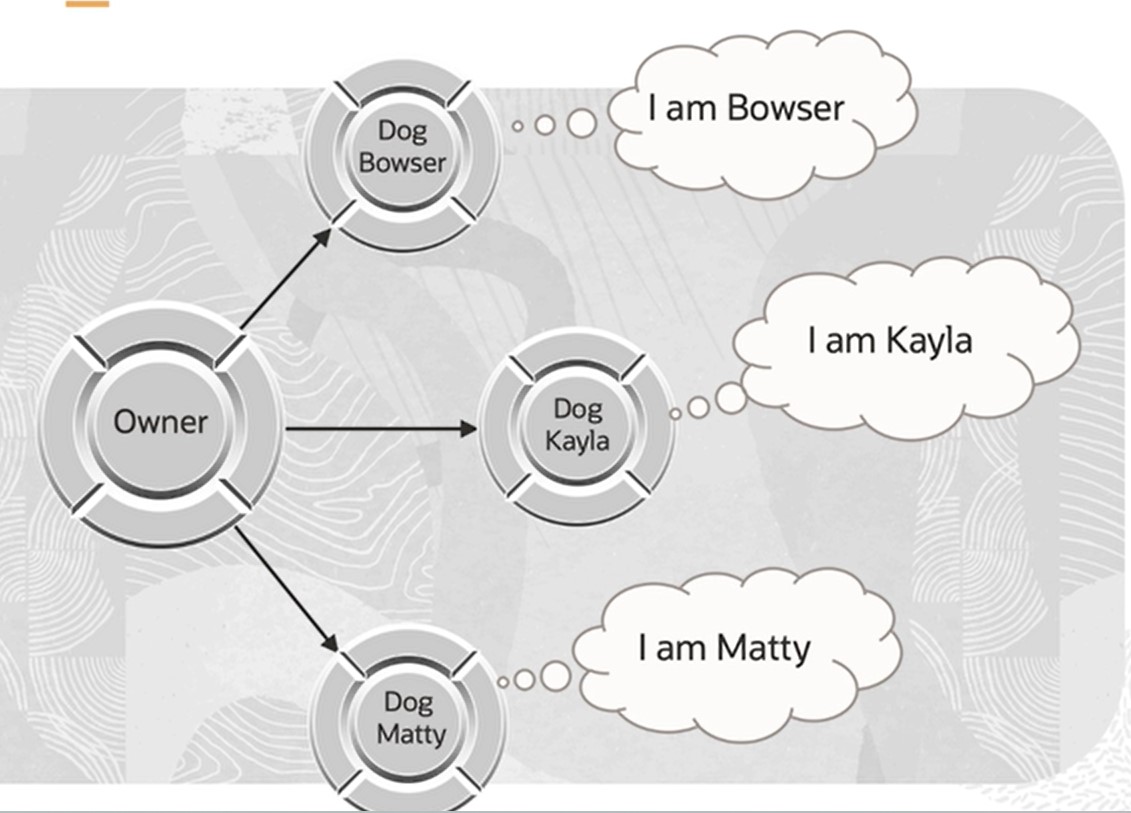 Dog
Bowser
I am Bowser
Owner
Dog
Kayla
I am Kayla
Dog
Matty
I am Matty